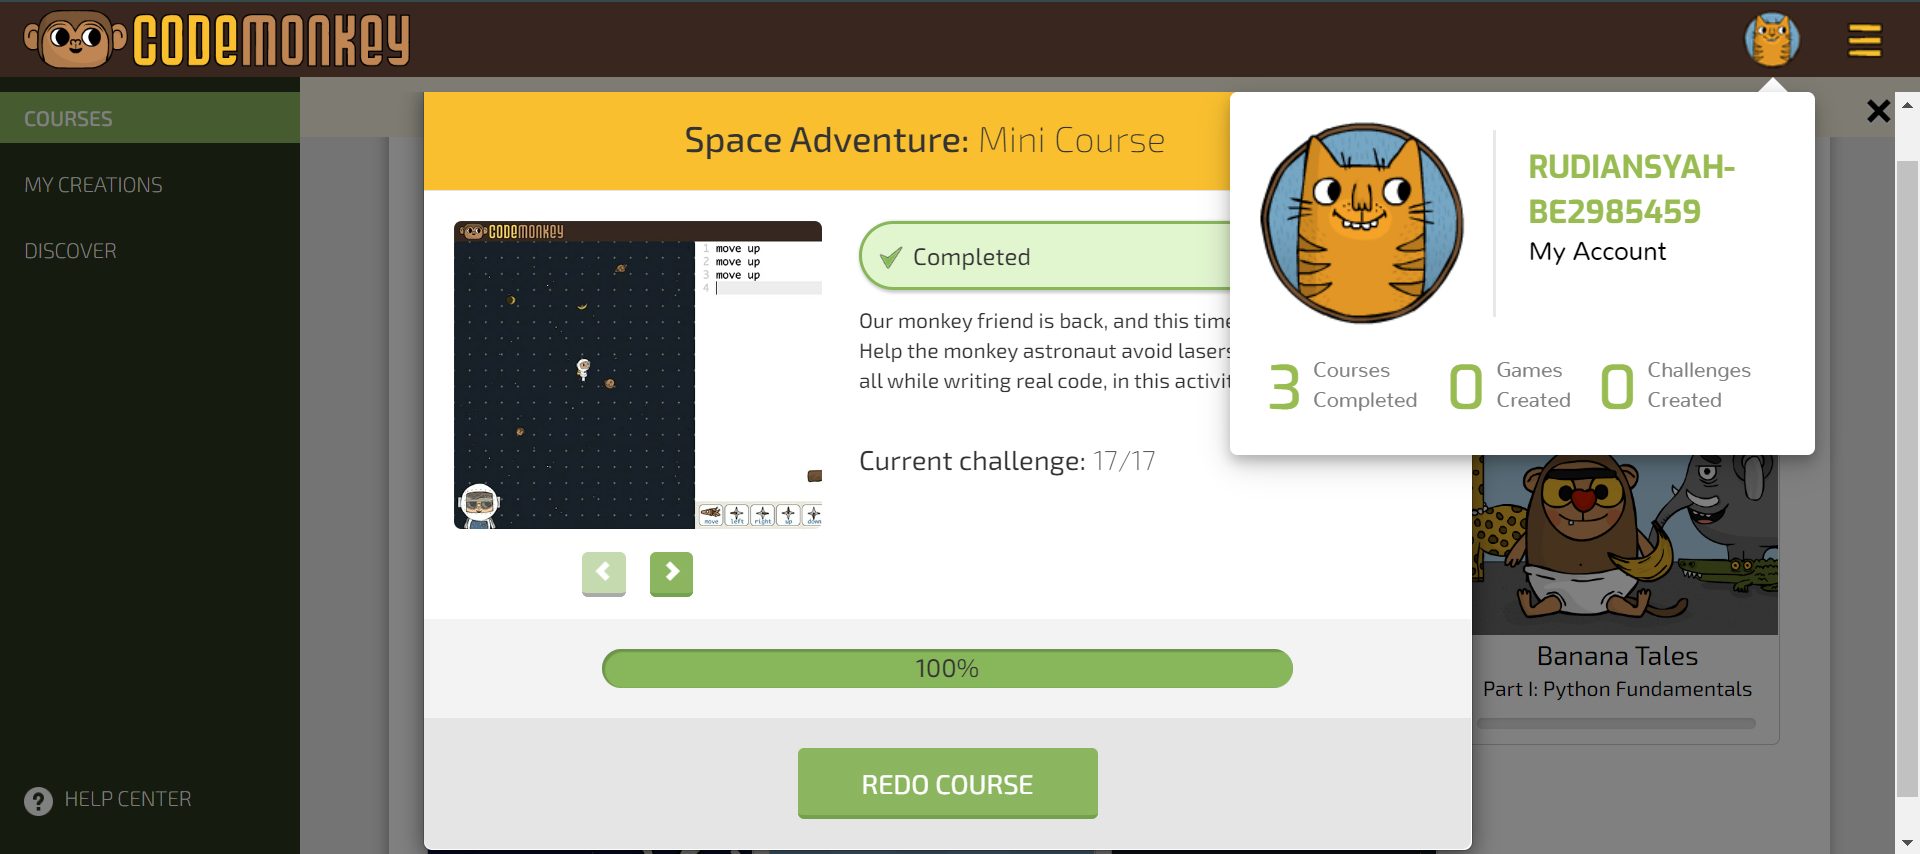 CODEMONKEY
COURSES
MY CREATIONS
DISCOVER
HELP CENTER
Space Adventure: Mini Course
CODEMONKEY
1 move up
2 move up
3 move up
4
move left right up down
Completed
Our monkey friend is back, and this time
Help the monkey astronaut avoid lasers
all while writing real code, in this activit
Current challenge: 17/17
100%
REDO COURSE
RUDIANSYAH-
BE2985459
My Account
3 Courses Completed
0 Games Created
0 Challenges Created
Banana Tales
Part I: Python Fundamentals